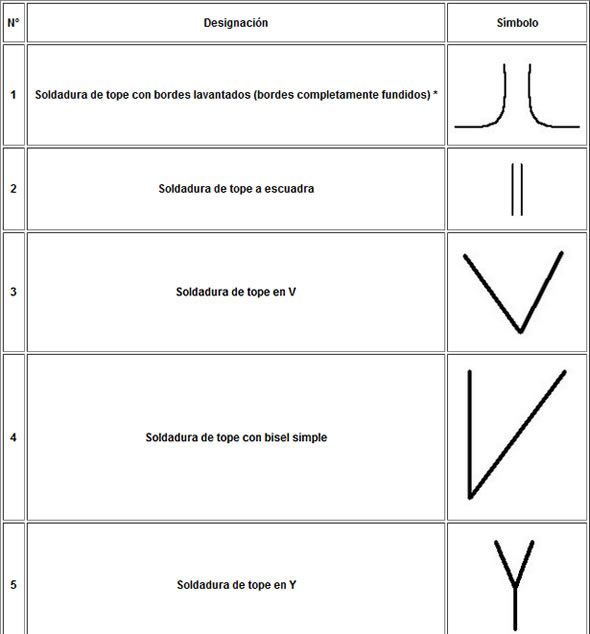 N° Designación Símbolo
1 Soldadura de tope con bordes lavantados (bordes completamente fundidos) *
2 Soldadura de tope a escuadra
3 Soldadura de tope en V
4 Soldadura de tope con bisel simple
5 Soldadura de tope en Y